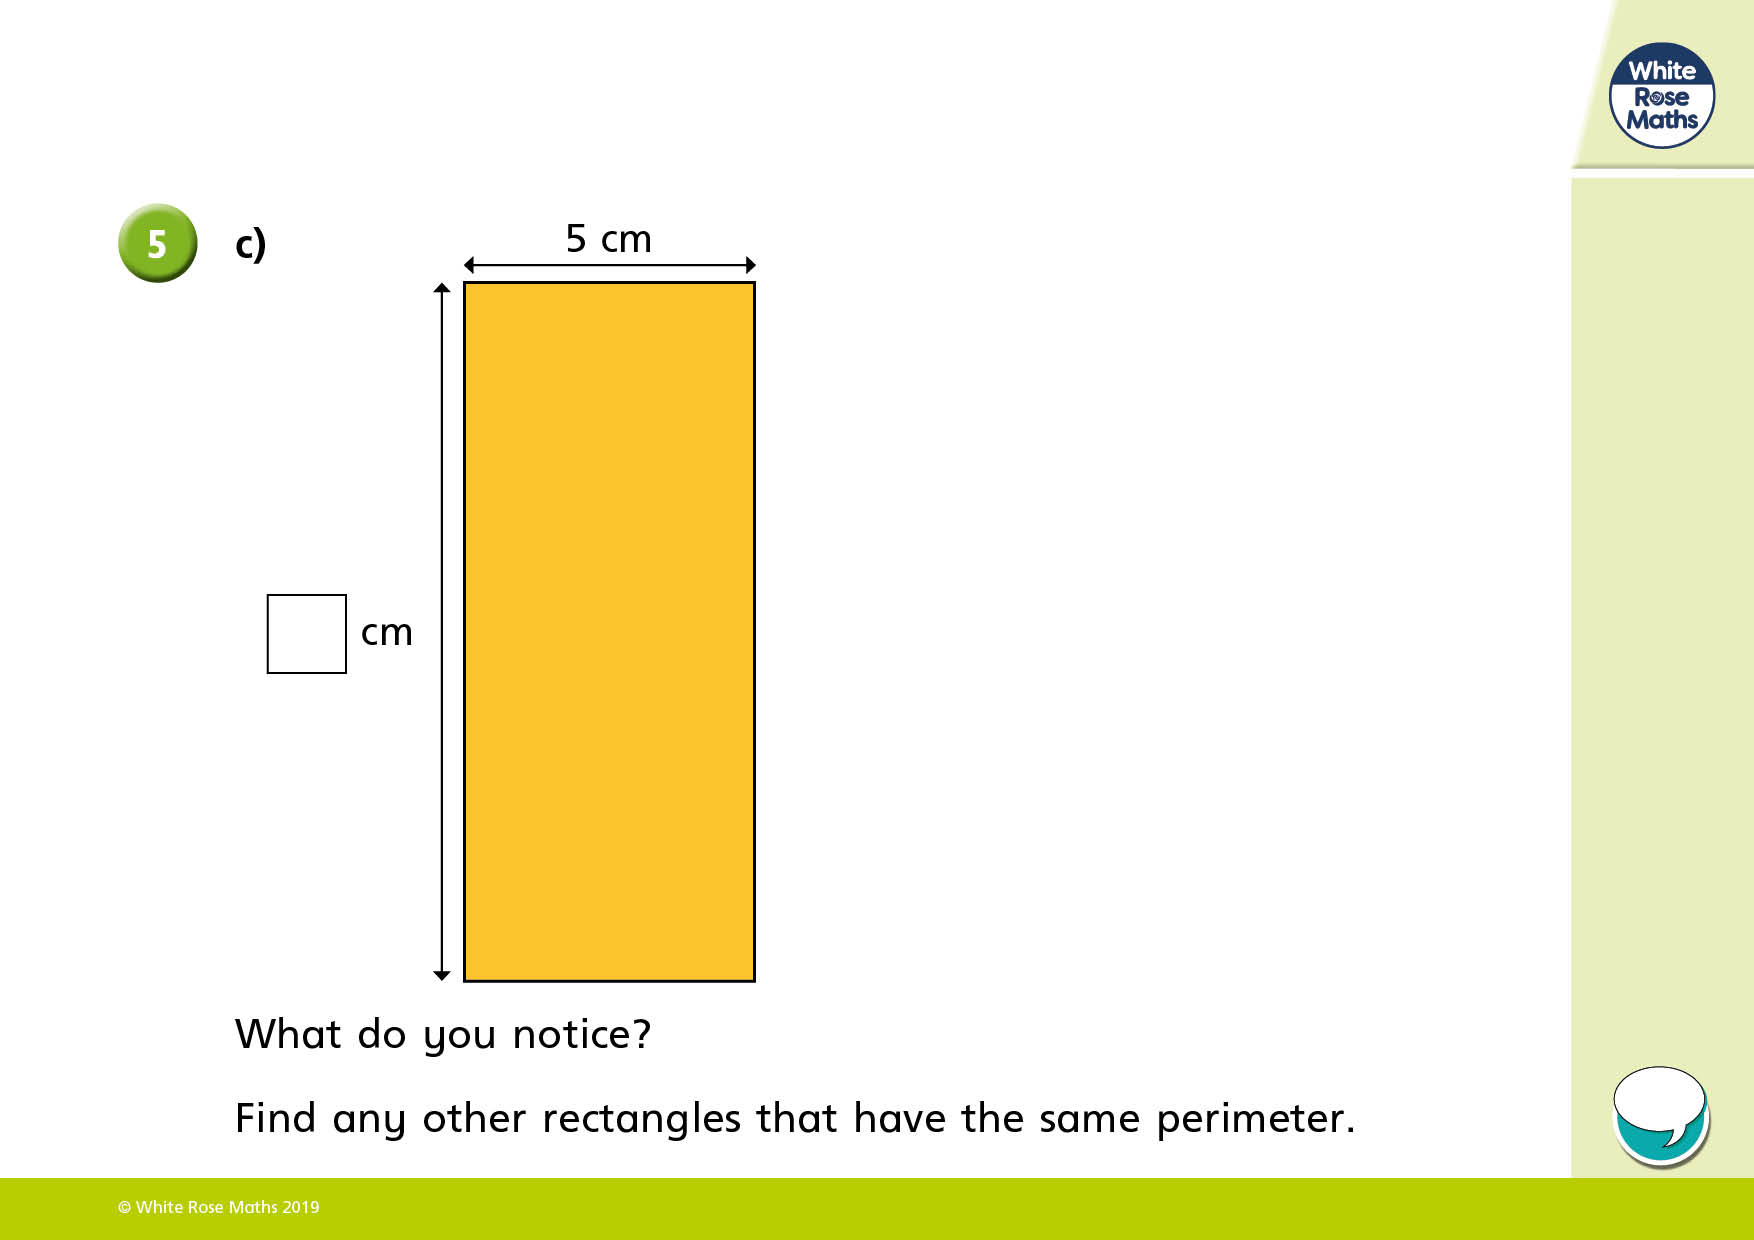 White
Rose
Maths
5 c)
5 cm
cm
What do you notice?
Find any other rectangles that have the same perimeter.
© White Rose Maths 2019